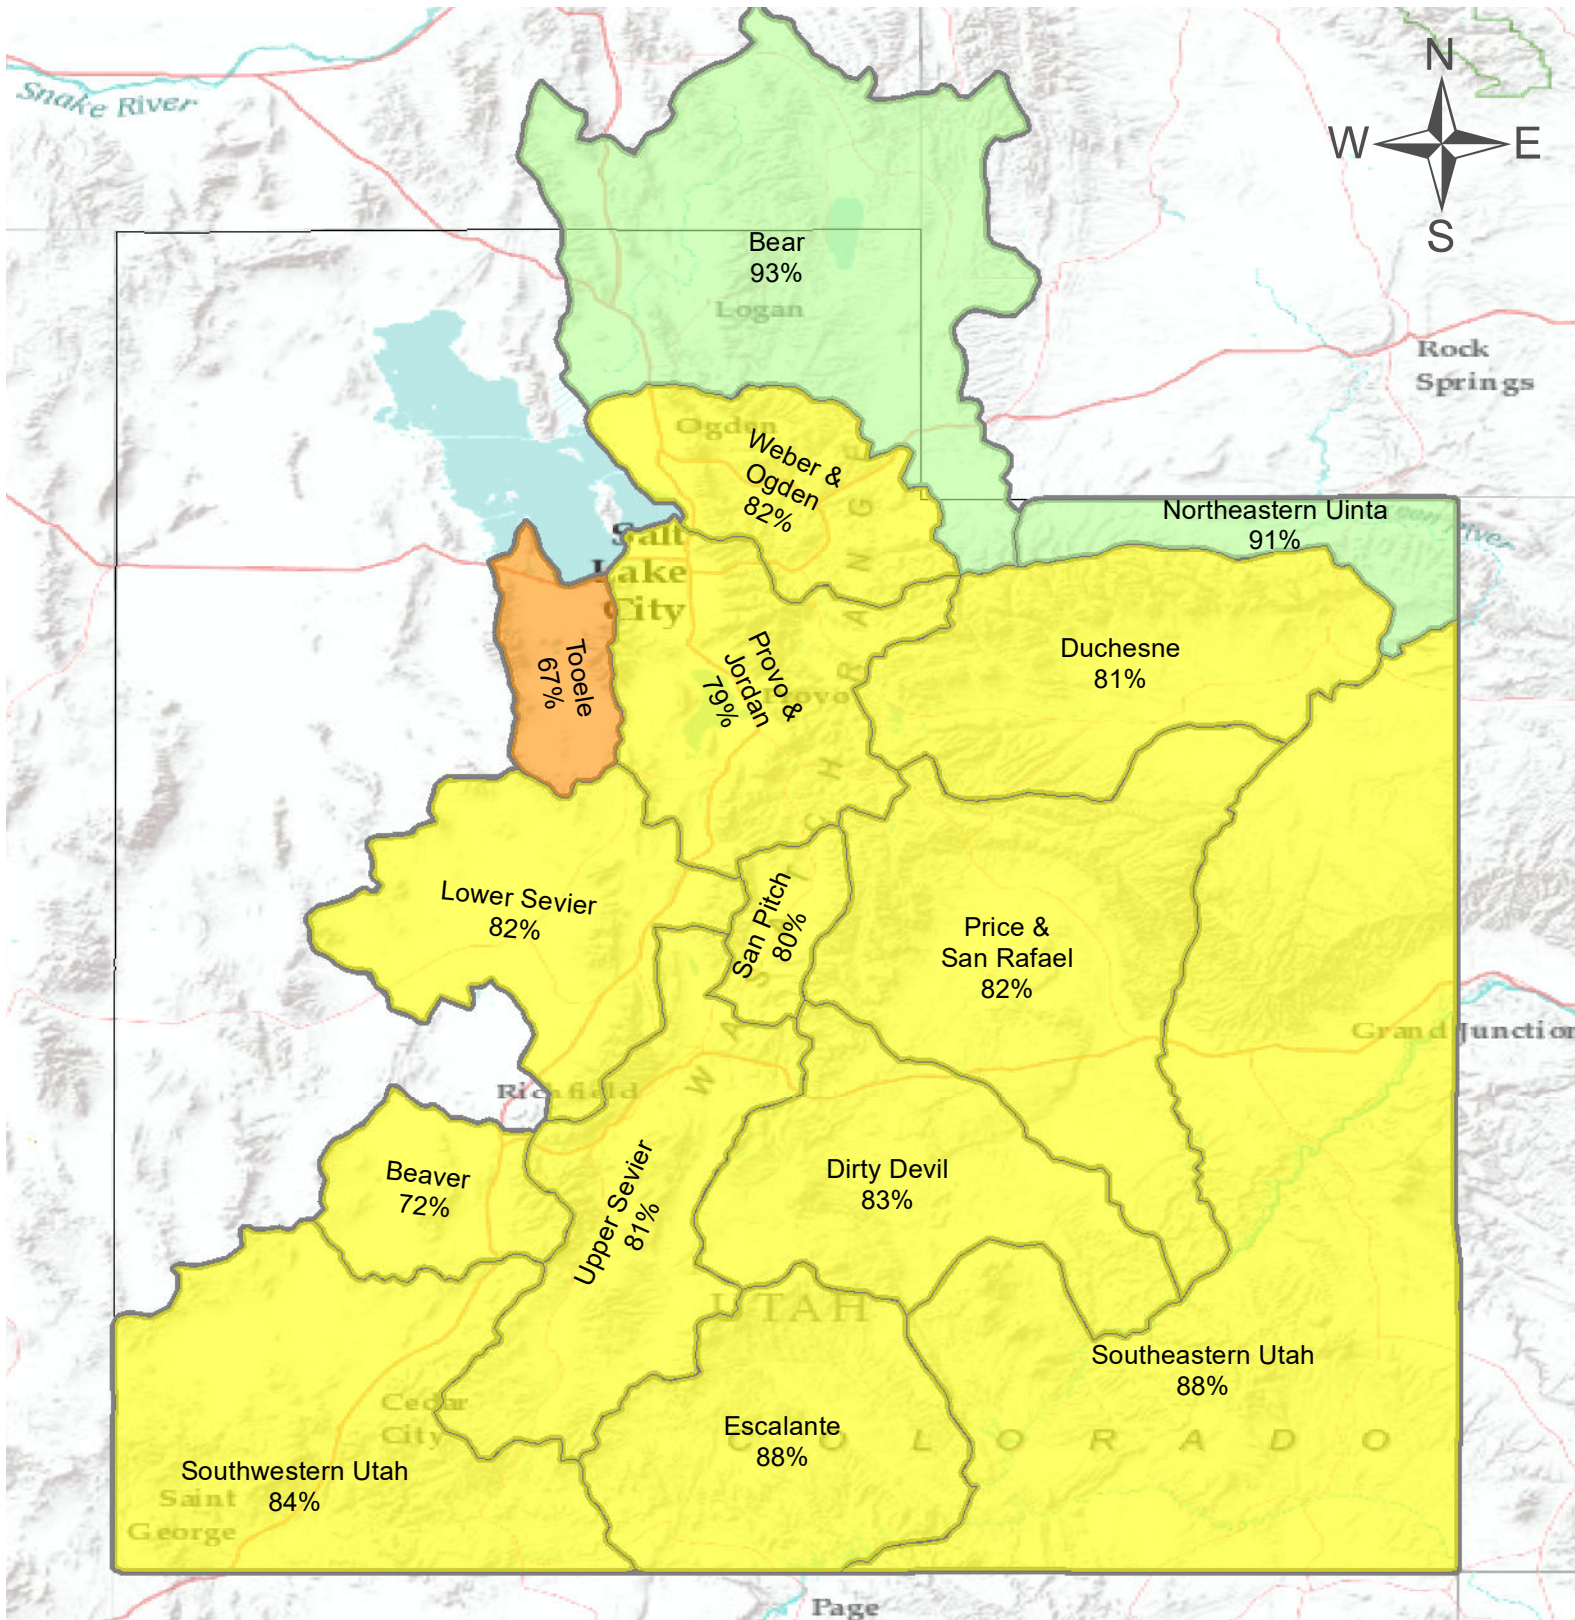 N
W E
S
Snake River
Bear
93%
Logan
Rock
Springs
Ogden
Weber &
Ogden
82%
Northeastern Uinta
91%
Salt
Lake
City
Tooele
67%
Provo &
Jordan
79%
Provo
Duchesne
81%
WASATCH RANGE
Lower Sevier
82%
San Pitch
80%
Price &
San Rafael
82%
Grand Junction
Richfield
Beaver
72%
Upper Sevier
81%
Dirty Devil
83%
UTAH
Southeastern Utah
88%
Cedar
City
Escalante
88%
COLORADO
Southwestern Utah
84%
Saint
George
Page